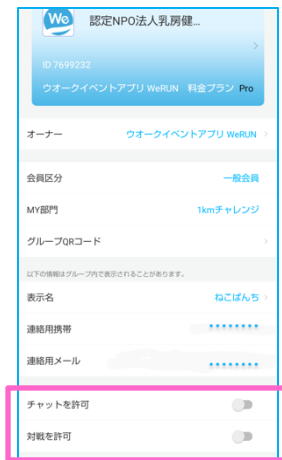 We 認定NPO法人乳房健...
ID 7699232
ウオークイベントアプリ WeRUN 料金プラン Pro
オーナー ウオークイベントアプリ WeRUN
会員区分 一般会員
MY部門 1kmチャレンジ
グループQRコード
以下の情報はグループ内で表示されることがあります。
表示名 ねこぱんち
連絡用携帯 ********
連絡用メール ********
チャットを許可
対戦を許可